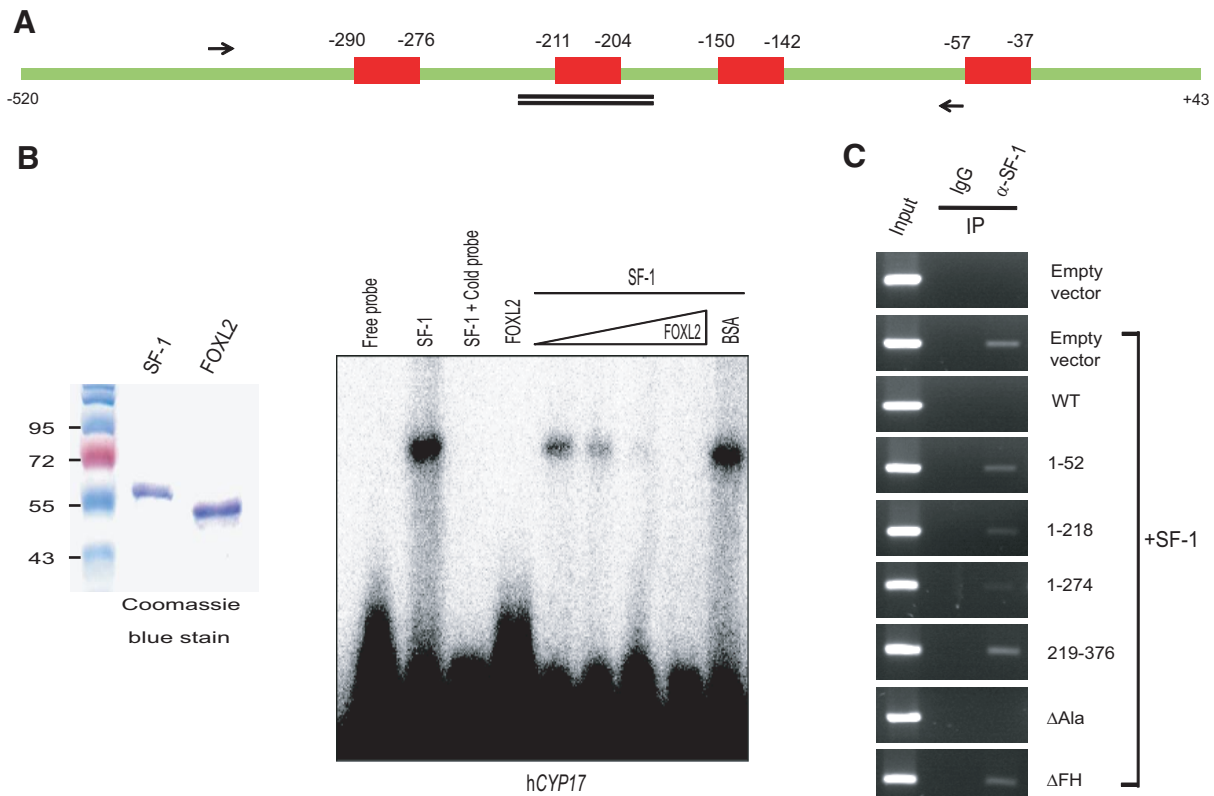 A
-290 -276 -211 -204 -150 -142 -57 -37
-520 +43
B
SF-1 FOXL2
95
72
55
43
Coomassie
blue stain
Free probe SF-1 SF-1 + Cold probe FOXL2 SF-1 FOXL2 BSA
hCYP17
C
Input IgG α-SF-1
IP
Empty
vector
Empty
vector
WT
1-52
1-218
1-274
219-376
ΔAla
ΔFH
+SF-1